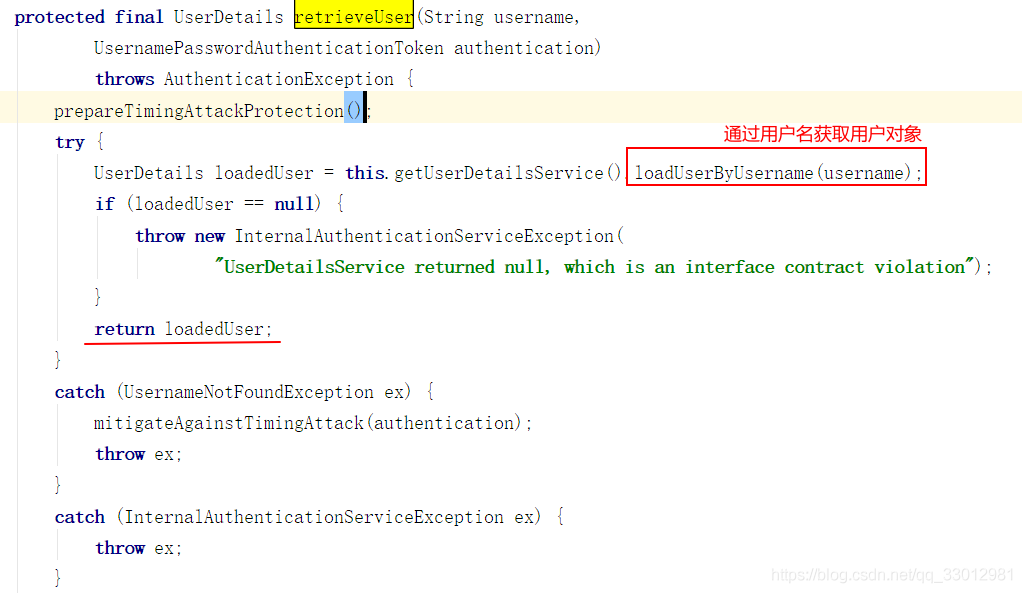 protected final UserDetails retrieveUser(String username,
UsernamePasswordAuthenticationToken authentication)
throws AuthenticationException {
prepareTimingAttackProtection();
try {
通过用户名获取用户对象
UserDetails loadedUser = this.getUserDetailsService().loadUserByUsername(username);
if (loadedUser == null) {
throw new InternalAuthenticationServiceException(
"UserDetailsService returned null, which is an interface contract violation");
}
return loadedUser;
}
catch (UsernameNotFoundException ex) {
mitigateAgainstTimingAttack(authentication);
throw ex;
}
catch (InternalAuthenticationServiceException ex) {
throw ex;
}
https://blog.csdn.net/qq_33012981